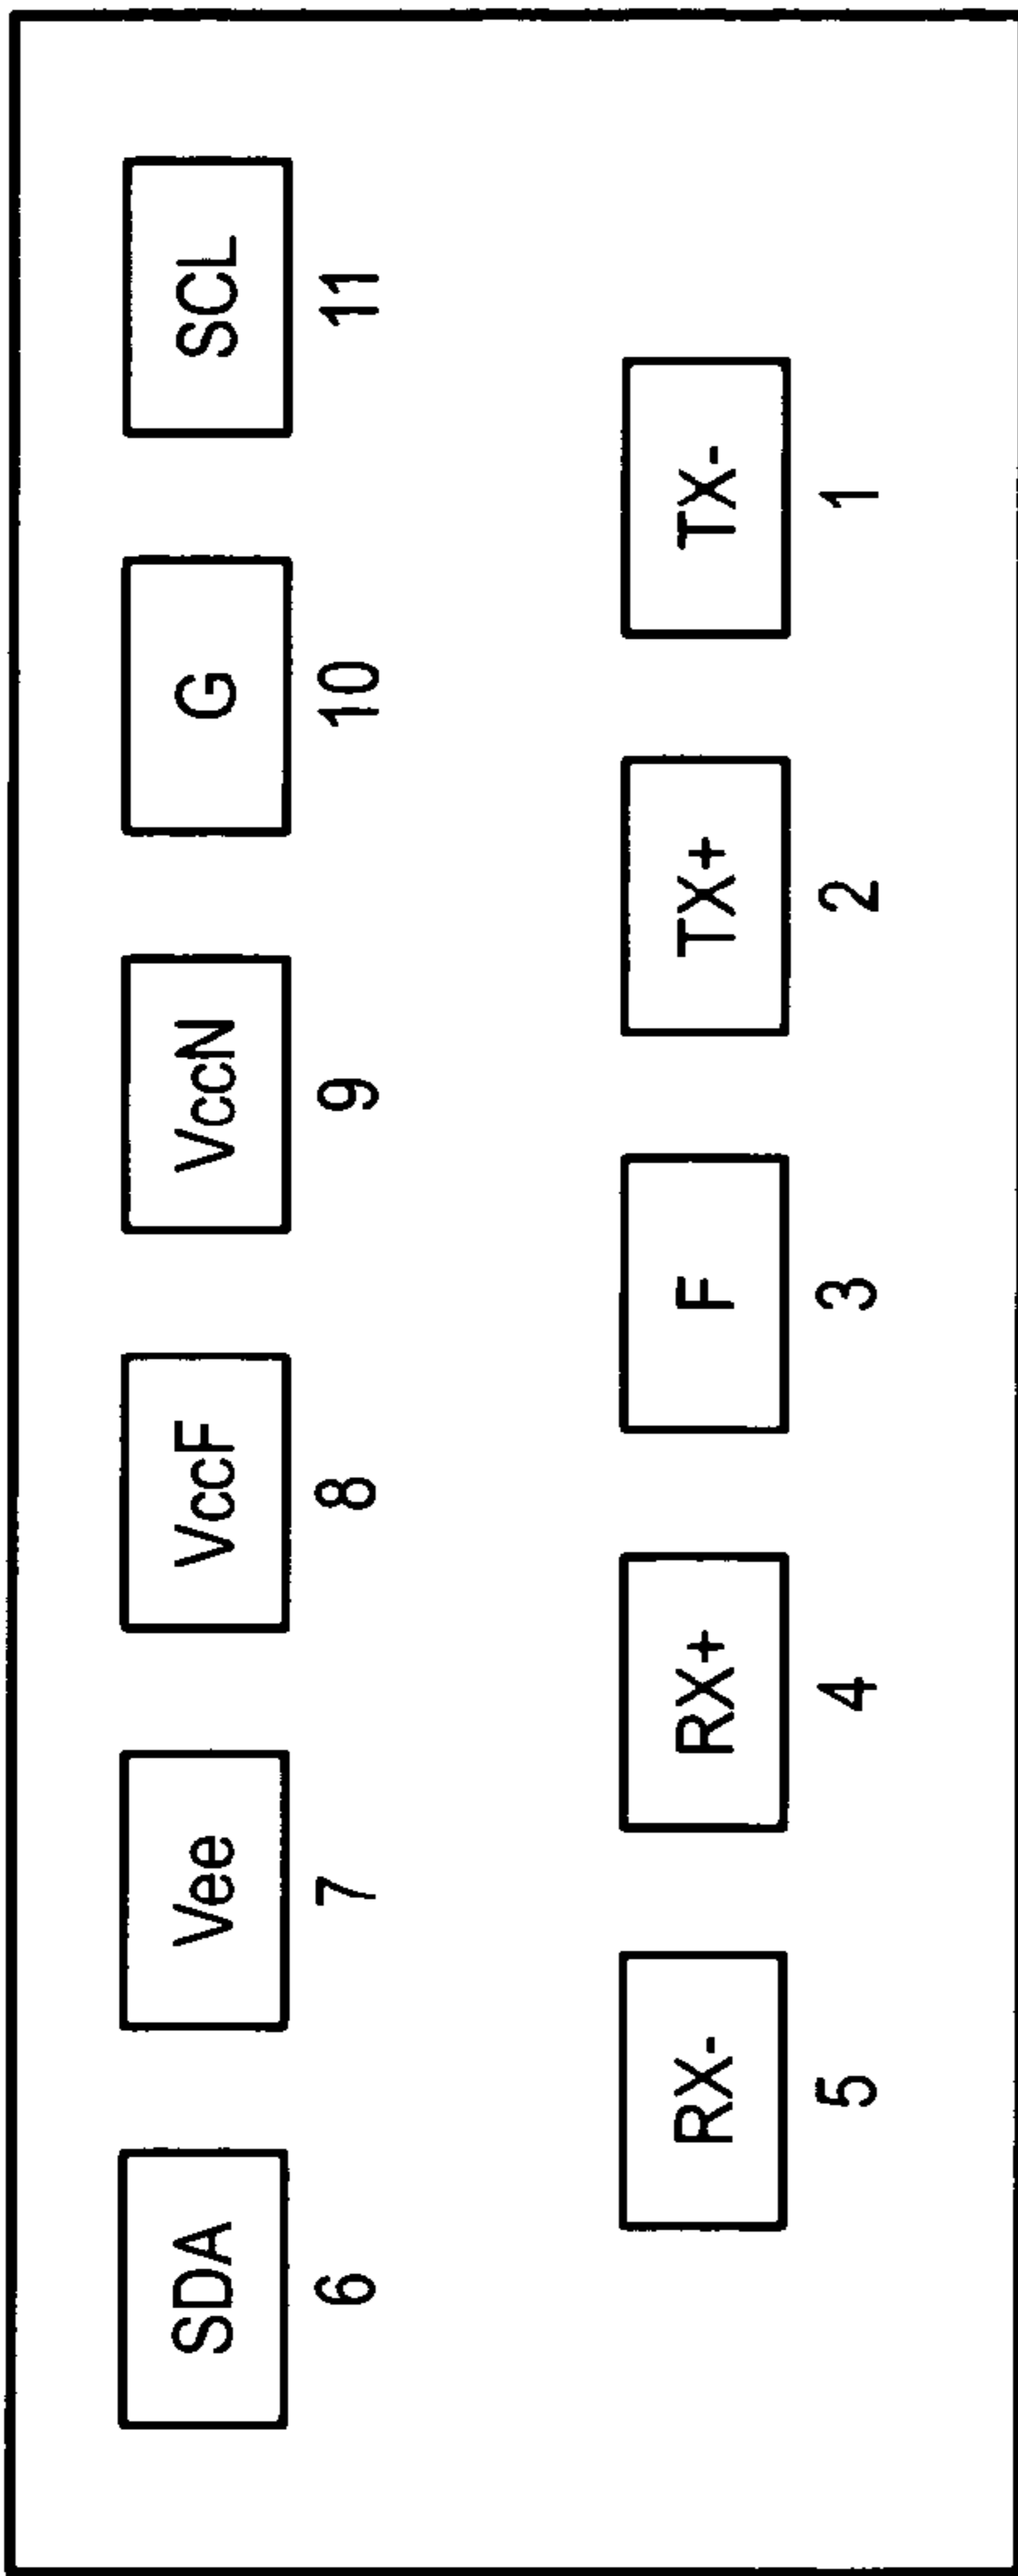 SDA
6
Vee
7
VccF
8
VccN
9
G
10
SCL
11
RX-
5
RX+
4
F
3
TX+
2
TX-
1